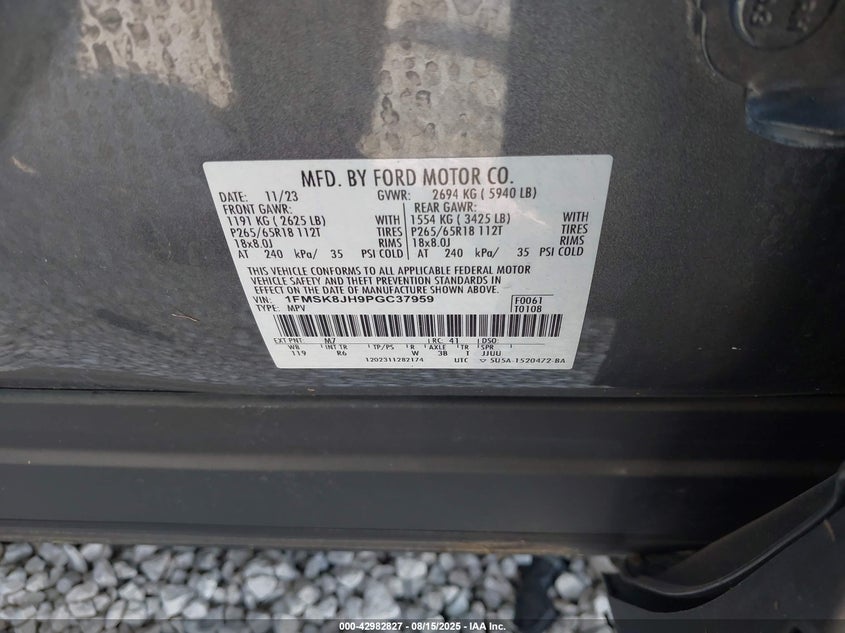 MFD. BY FORD MOTOR CO.
DATE: 11/23 GVWR: 2694 KG ( 5940 LB)
FRONT GAWR: REAR GAWR:
1191 KG ( 2625 LB) WITH 1554 KG ( 3425 LB) WITH
P265/65R18 112T TIRES P265/65R18 112T TIRES
18x8.0J RIMS 18x8.0J RIMS
AT 240 kPa/ 35 PSI COLD AT 240 kPa/ 35 PSI COLD
THIS VEHICLE CONFORMS TO ALL APPLICABLE FEDERAL MOTOR
VEHICLE SAFETY AND THEFT PREVENTION STANDARDS
IN EFFECT ON THE DATE OF MANUFACTURE SHOWN ABOVE.
VIN: 1FMSK8JH9PGC37959 F0061
TYPE: MPV T0108
EXT PNT: M7 RC: 41 DSO:
WB INT TR TP/PS R AXLE TR SPR
119 R6 W 3B T JJUU
1202311282174 UTC 5U5A-1520472-BA
000-42982827 - 08/15/2025 - IAA Inc.